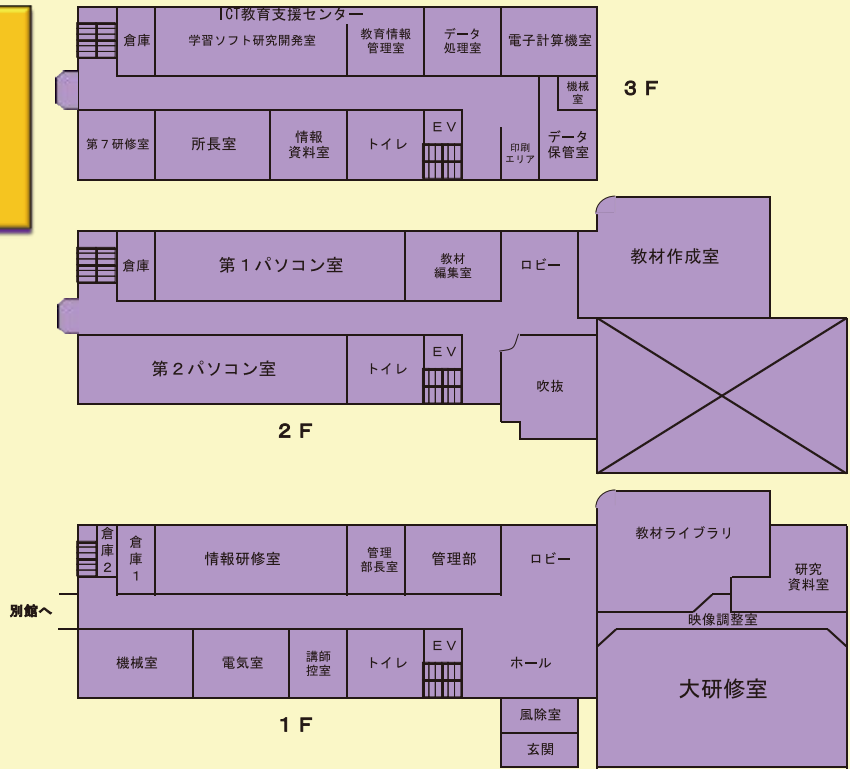 ICT教育支援センター
倉庫
学習ソフト研究開発室
教育情報
管理室
データ
処理室
電子計算機室
機械
室
3F
第7研修室
所長室
情報
資料室
トイレ
EV
印刷
エリア
データ
保管室
倉庫
第1パソコン室
教材
編集室
ロビー
教材作成室
第2パソコン室
トイレ
EV
吹抜
2F
倉庫2
倉庫1
情報研修室
管理
部長室
管理部
ロビー
教材ライブラリ
研究
資料室
別館へ
映像調整室
機械室
電気室
講師
控室
トイレ
EV
ホール
大研修室
1F
風除室
玄関